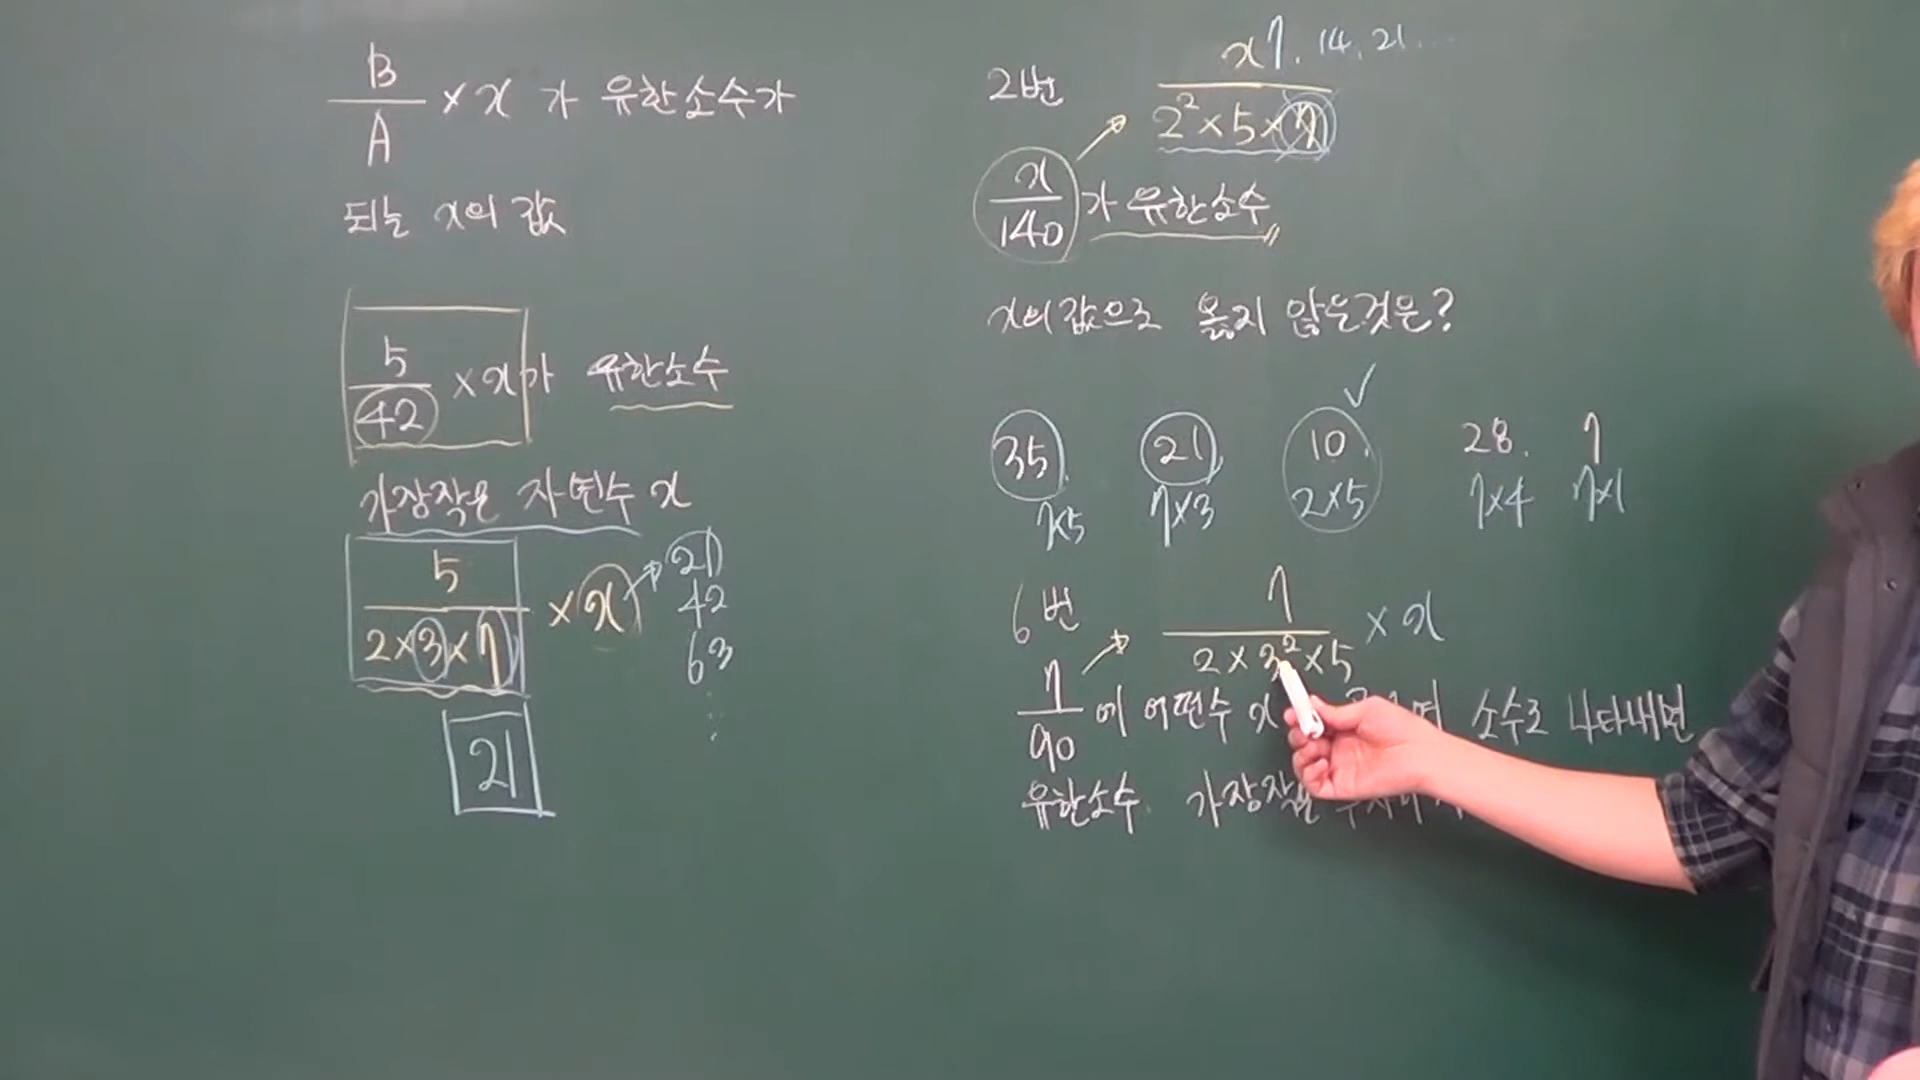 B/A × x 가 유한소수가
되는 x의 값
5/42 × x가 유한소수
가장작은 자연수 x
5/(2×3×7) × x → 21
42
63
21
2번
x 7. 14. 21 ...
2² × 5 × 7
x/140 가 유한소수
x의 값으로 옳지 않은것은?
35. 21. 10. 28. 7
7×5 7×3 2×5 7×4 7×1
6번
7/(2×3²×5) × x
7/90 에 어떤수 x 소수로 나타내면
유한소수. 가장작은